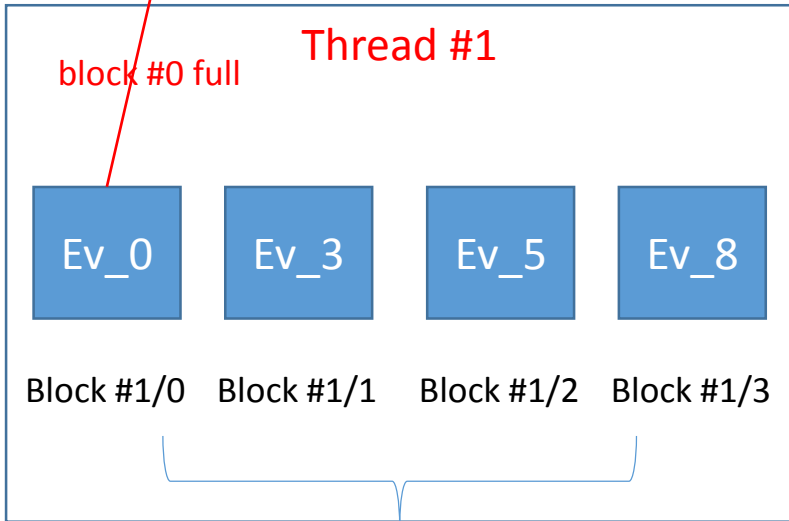 Thread #1
block #0 full
Ev_0 Ev_3 Ev_5 Ev_8
Block #1/0 Block #1/1 Block #1/2 Block #1/3